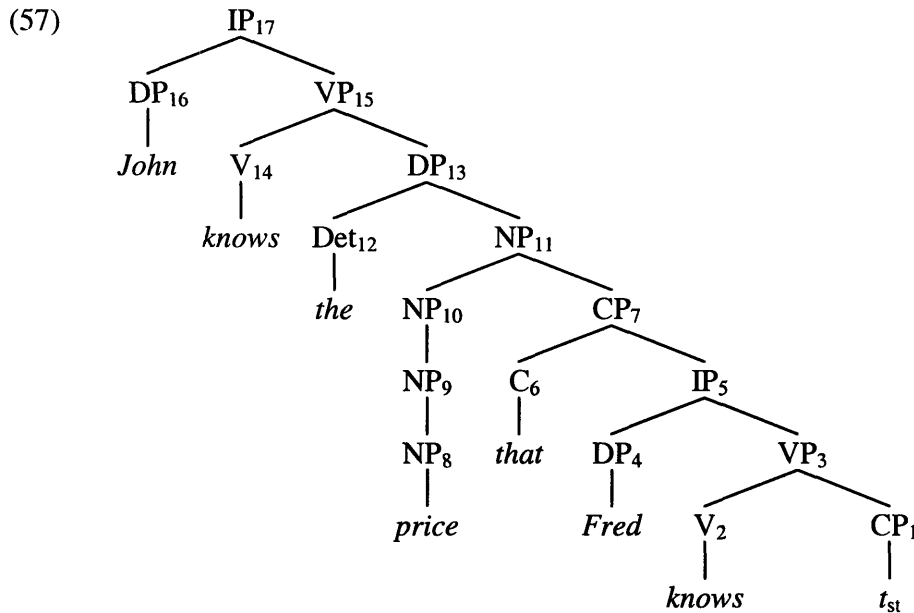 (57) IP₁₇
DP₁₆ VP₁₅
John V₁₄ DP₁₃
knows Det₁₂ NP₁₁
the NP₁₀ CP₇
NP₉ C₆ IP₅
NP₈ that DP₄ VP₃
price Fred V₂ CP₁
knows tₛₜ